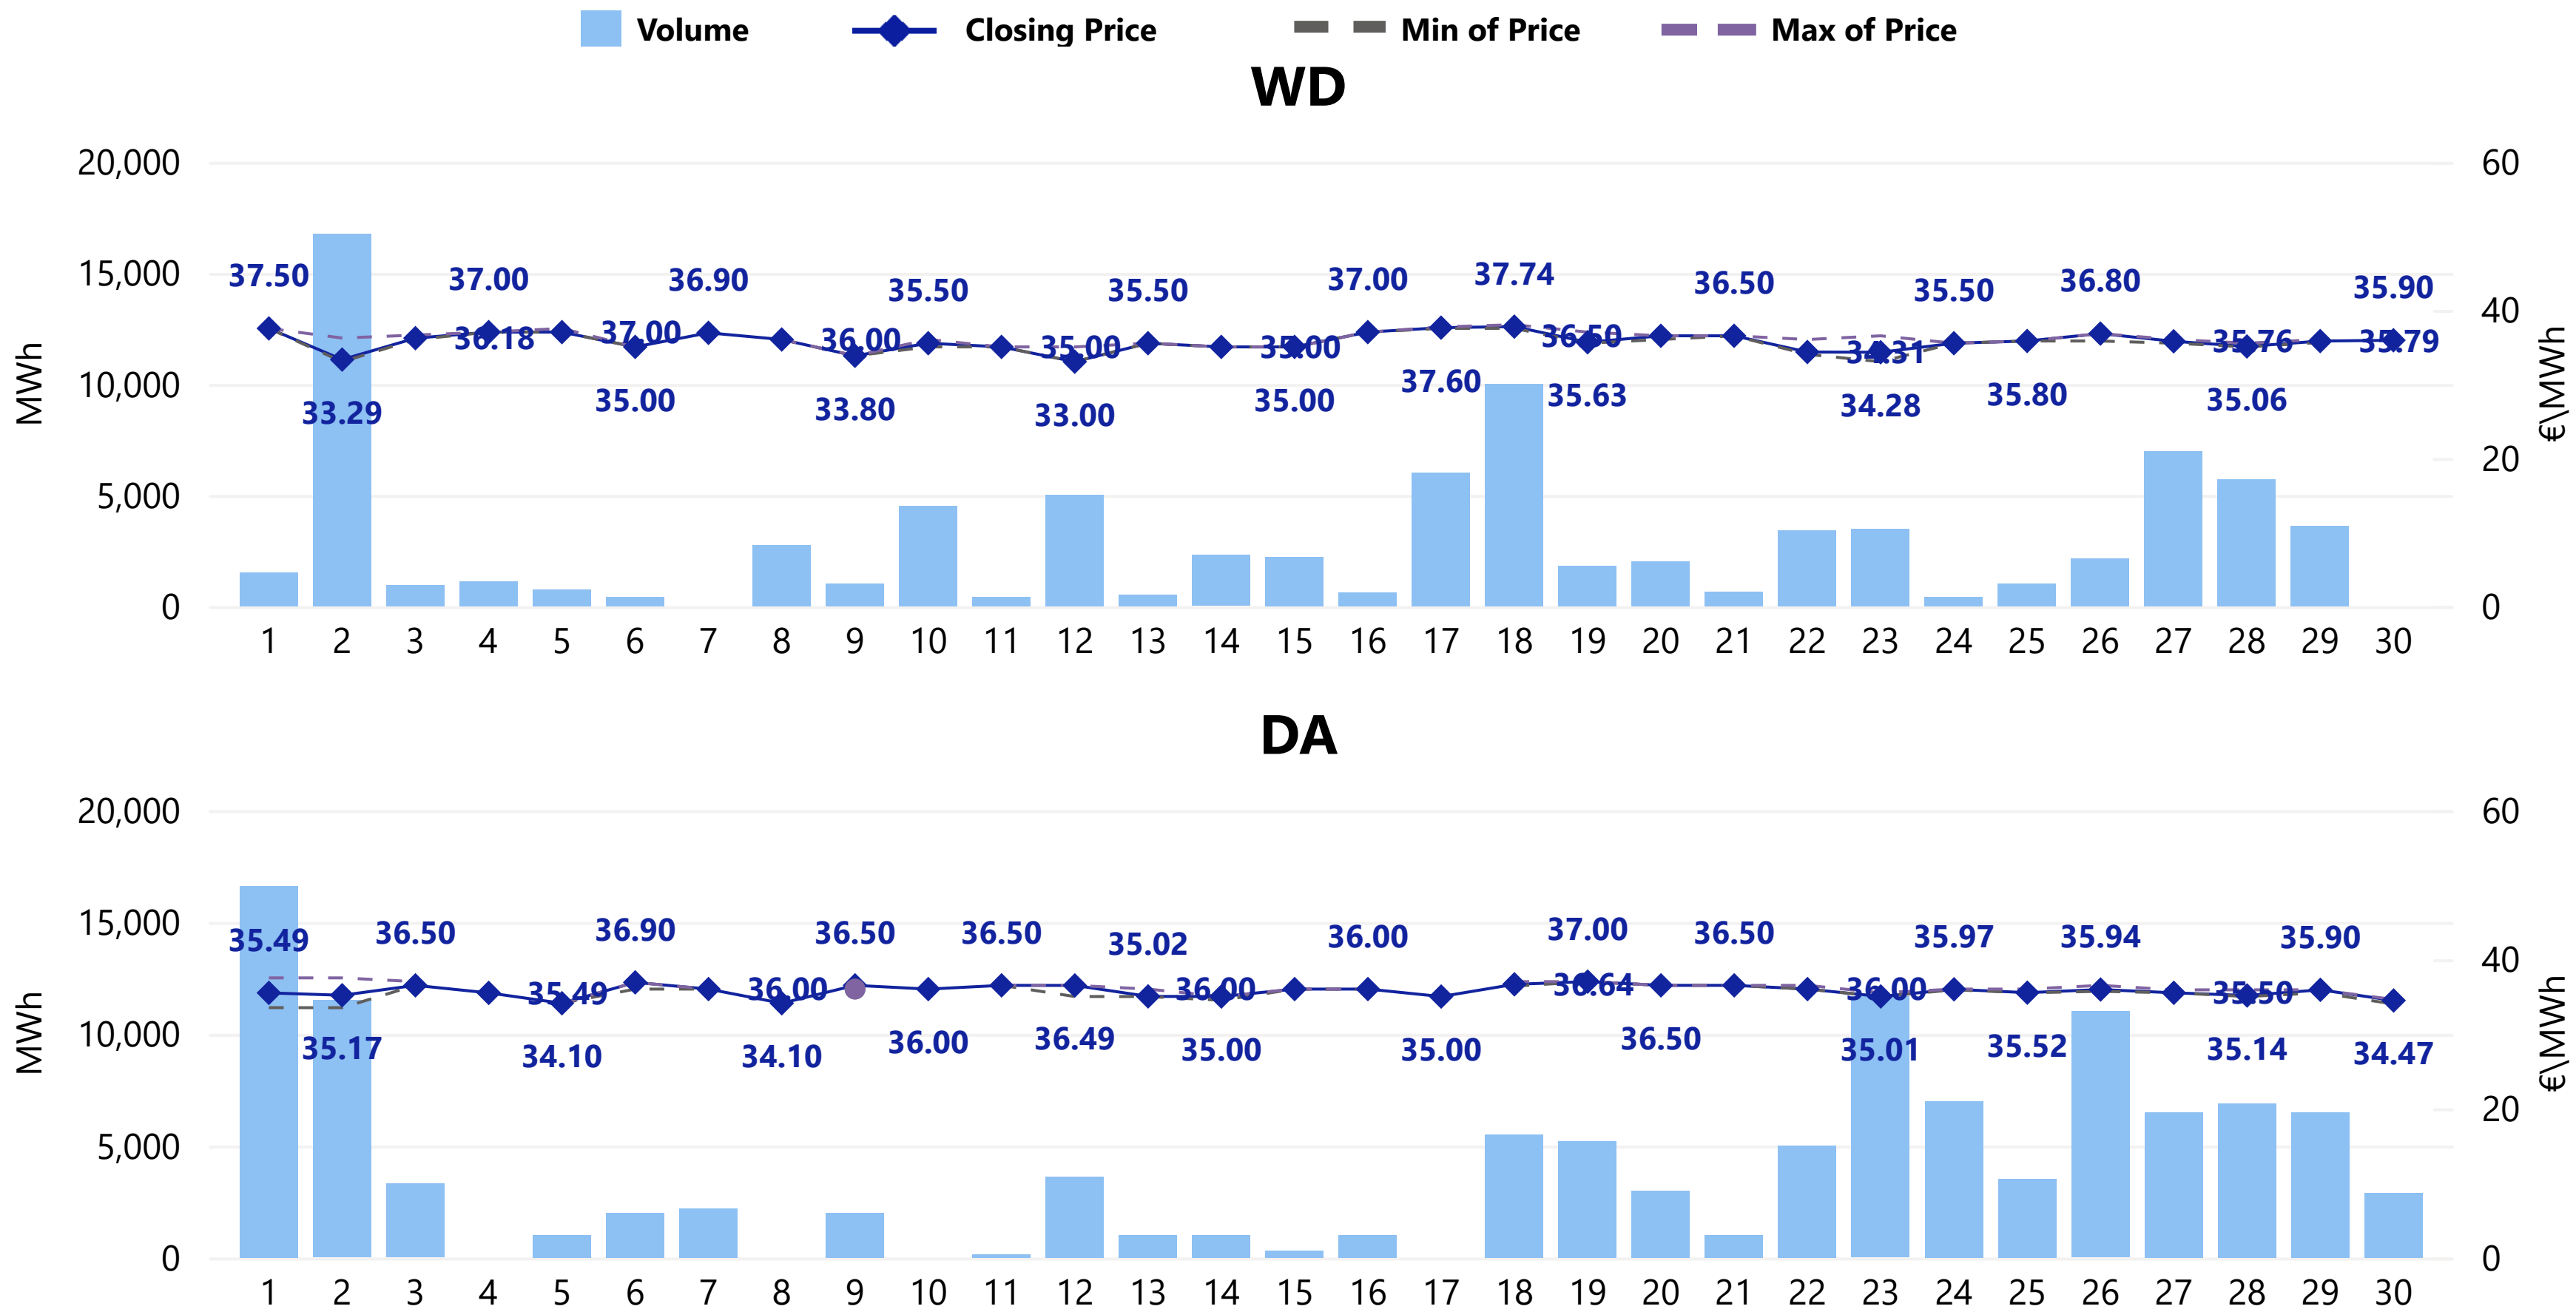 Volume Closing Price Min of Price Max of Price
WD
20,000 60
15,000 37.50 37.00 36.90 35.50 35.50 37.00 37.74 36.50 35.50 36.80 35.90
40
36.18 37.00 36.00 35.00 35.00 36.50 34.31 35.76 35.79
10,000 33.29 35.00 33.80 33.00 35.00 37.60 35.63 34.28 35.80 35.06
MWh €\MWh
20
5,000
0 0
1 2 3 4 5 6 7 8 9 10 11 12 13 14 15 16 17 18 19 20 21 22 23 24 25 26 27 28 29 30
DA
20,000 60
15,000
35.49 36.50 36.90 36.50 36.50 35.02 36.00 37.00 36.50 35.97 35.94 35.90
40
35.49 36.00 36.00 36.64 36.00 35.50
10,000
35.17 34.10 34.10 36.00 36.49 35.00 35.00 36.50 35.01 35.52 35.14 34.47
MWh €\MWh
20
5,000
0 0
1 2 3 4 5 6 7 8 9 10 11 12 13 14 15 16 17 18 19 20 21 22 23 24 25 26 27 28 29 30